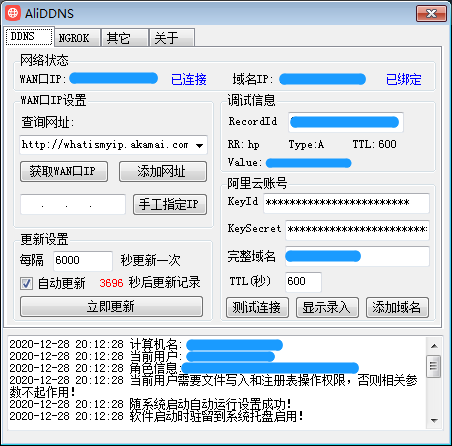 AliDDNS
DDNS NGROK 其它 关于
网络状态
WAN口IP: 已连接 域名IP: 已绑定
WAN口IP设置
查询网址:
http://whatismyip.akamai.com
获取WAN口IP 添加网址
. . . 手工指定IP
更新设置
每隔 6000 秒更新一次
自动更新 3696 秒后更新记录
立即更新
调试信息
RecordId
RR: hp Type:A TTL: 600
Value:
阿里云账号
KeyId ********************
KeySecret ******************************
完整域名
TTL(秒) 600
测试连接 显示录入 添加域名
2020-12-28 20:12:28 计算机名:
2020-12-28 20:12:28 当前用户:
2020-12-28 20:12:28 角色信息:
2020-12-28 20:12:28 当前用户需要文件写入和注册表操作权限，否则相关参
数不起作用！
2020-12-28 20:12:28 随系统启动自动运行设置成功！
2020-12-28 20:12:28 软件启动时驻留到系统托盘启用！